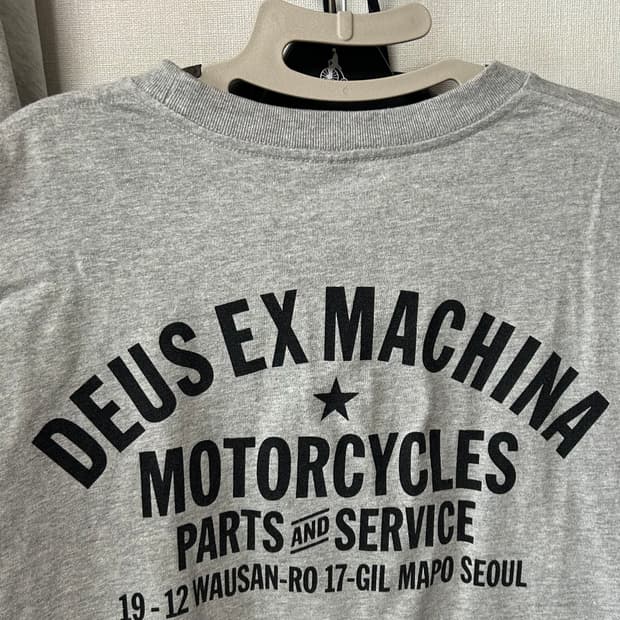 DEUS EX MACHINA
MOTORCYCLES
PARTS AND SERVICE
19-12 WAUSAN-RO 17-GIL MAPO SEOUL